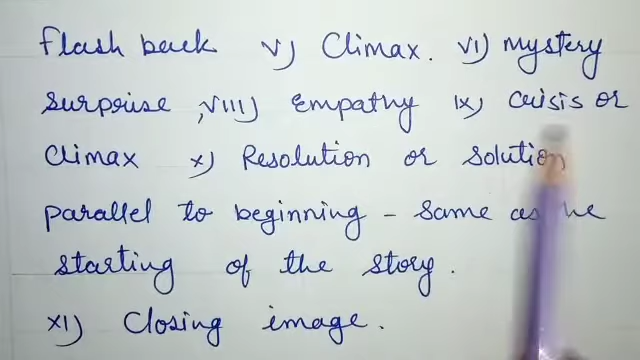 Flash back v) Climax. vi) Mystery
Surprise, viii) Empathy ix) Crisis or
Climax x) Resolution or solution
parallel to beginning - same as
starting of the story.
xi) Closing image.